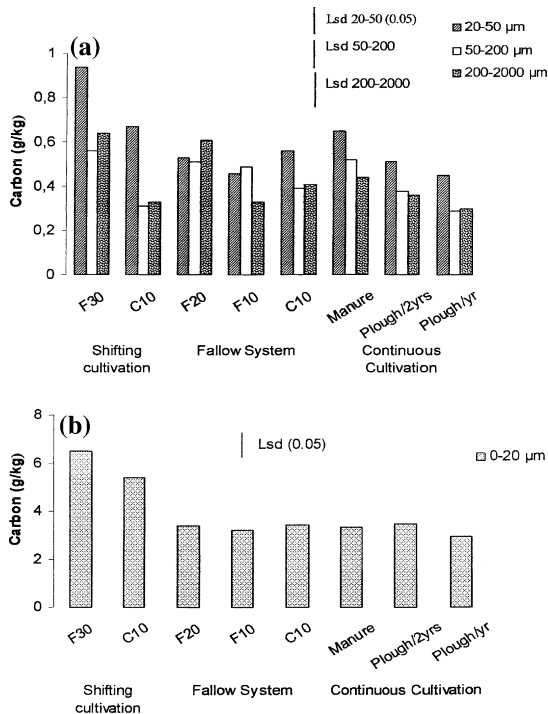 (a)
Lsd 20-50 (0.05)
Lsd 50-200
Lsd 200-2000
20-50 µm
50-200 µm
200-2000 µm
Carbon (g/kg)
1
0,8
0,6
0,4
0,2
0
F30
C10
F20
F10
C10
Manure
Plough/2yrs
Plough/yr
Shifting
cultivation
Fallow System
Continuous
Cultivation
(b)
Lsd (0.05)
0-20 µm
Carbon (g/kg)
8
6
4
2
0
F30
C10
F20
F10
C10
Manure
Plough/2yrs
Plough/yr
Shifting
cultivation
Fallow System
Continuous Cultivation